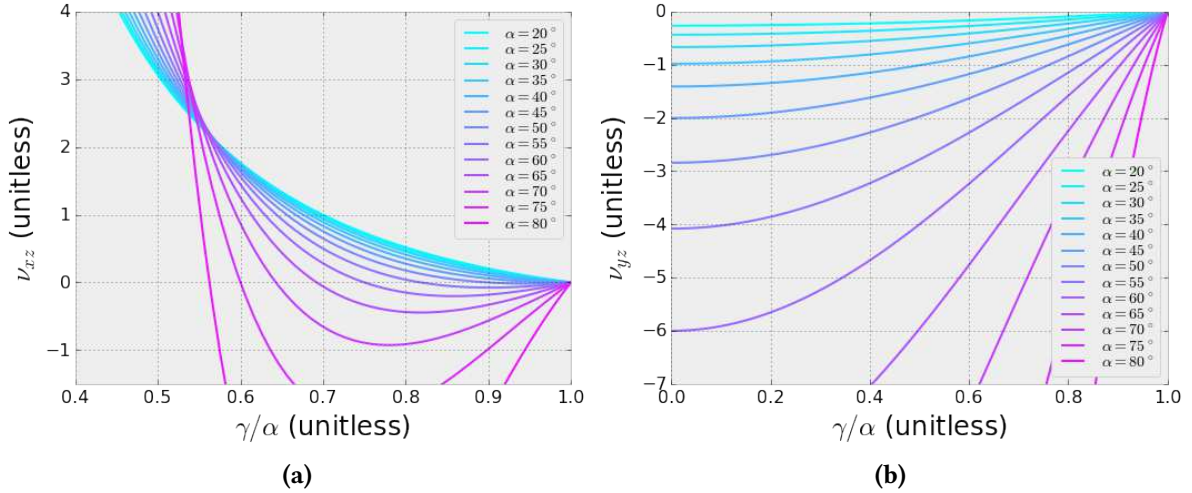 4
3
2
1
0
−1
0.4 0.5 0.6 0.7 0.8 0.9 1.0
ν_xz (unitless)
γ/α (unitless)
α = 20°
α = 25°
α = 30°
α = 35°
α = 40°
α = 45°
α = 50°
α = 55°
α = 60°
α = 65°
α = 70°
α = 75°
α = 80°
(a)
0
−1
−2
−3
−4
−5
−6
−7
0.0 0.2 0.4 0.6 0.8 1.0
ν_yz (unitless)
γ/α (unitless)
α = 20°
α = 25°
α = 30°
α = 35°
α = 40°
α = 45°
α = 50°
α = 55°
α = 60°
α = 65°
α = 70°
α = 75°
α = 80°
(b)